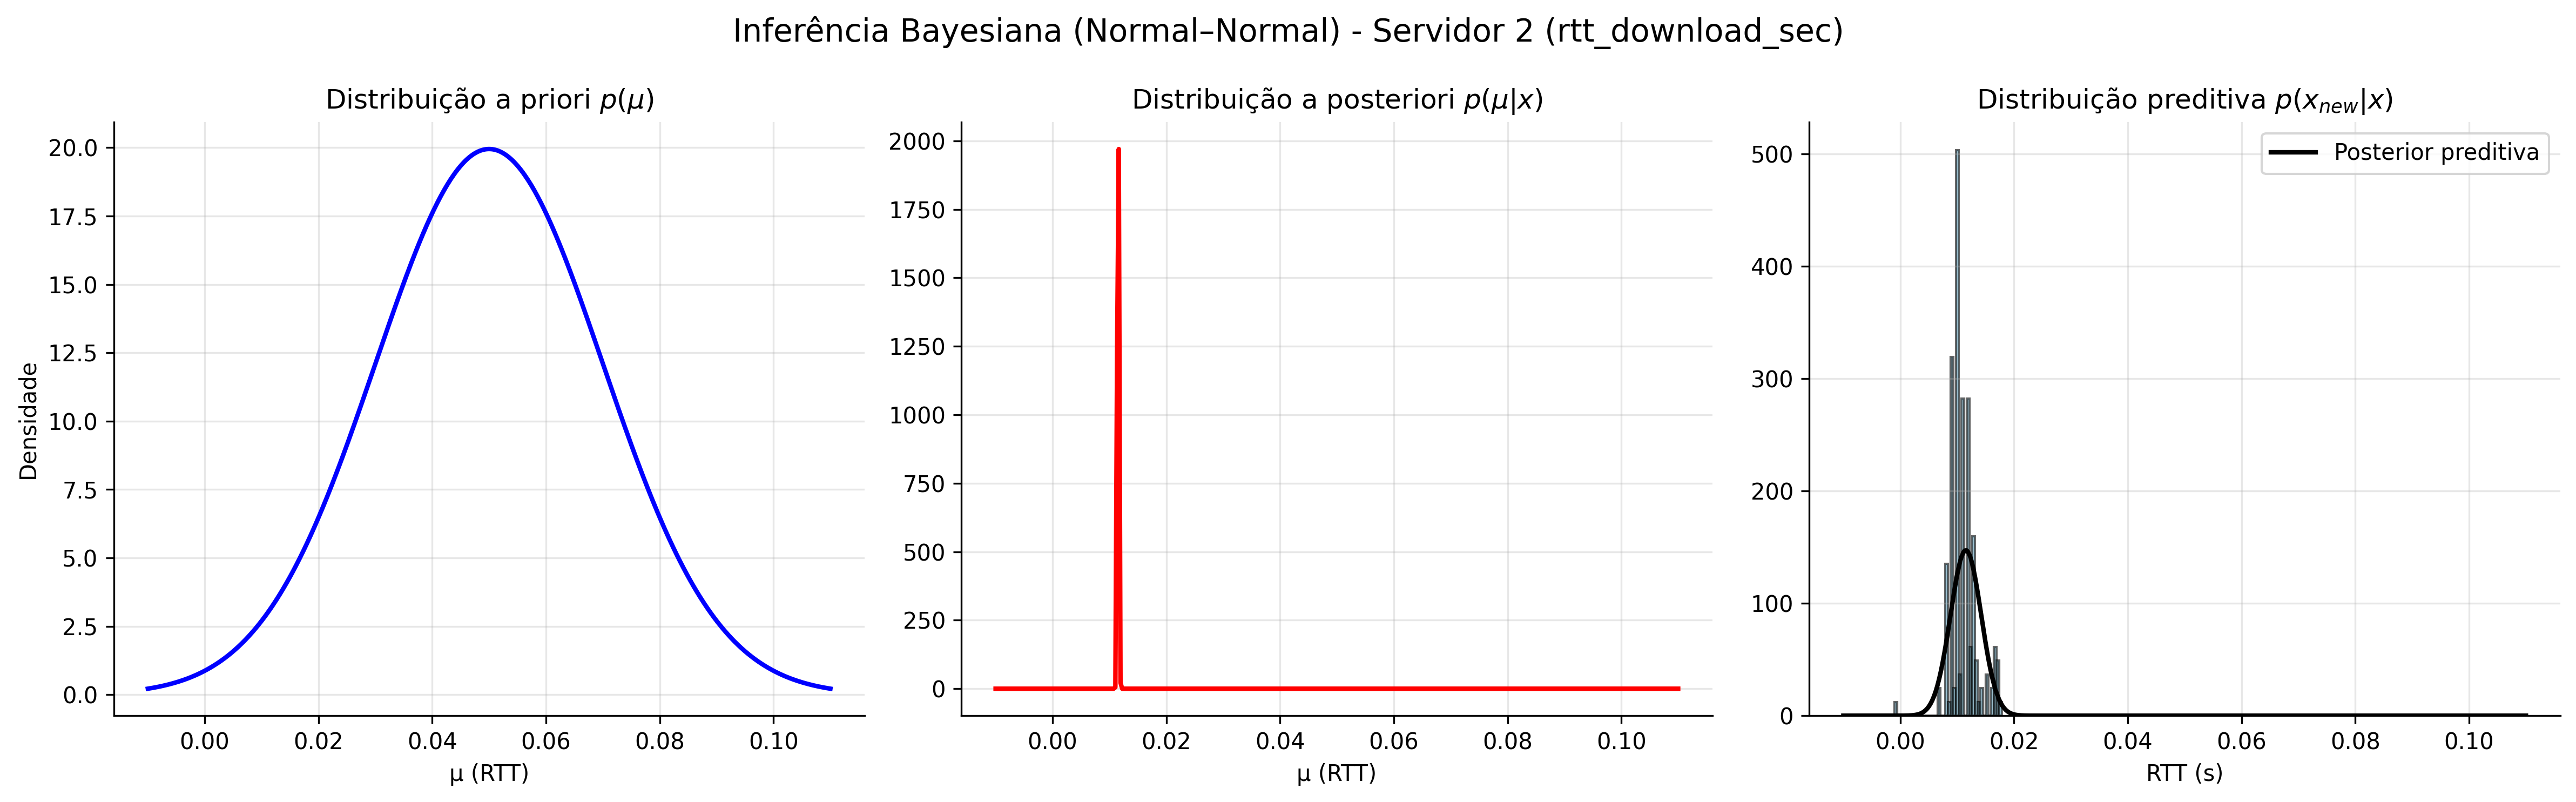 Inferência Bayesiana (Normal–Normal) - Servidor 2 (rtt_download_sec)
Distribuição a priori p(μ)
20.0
17.5
15.0
12.5
10.0
7.5
5.0
2.5
0.0
Densidade
0.00 0.02 0.04 0.06 0.08 0.10
μ (RTT)
Distribuição a posteriori p(μ|x)
2000
1750
1500
1250
1000
750
500
250
0
0.00 0.02 0.04 0.06 0.08 0.10
μ (RTT)
Distribuição preditiva p(x_new|x)
Posterior preditiva
500
400
300
200
100
0
0.00 0.02 0.04 0.06 0.08 0.10
RTT (s)